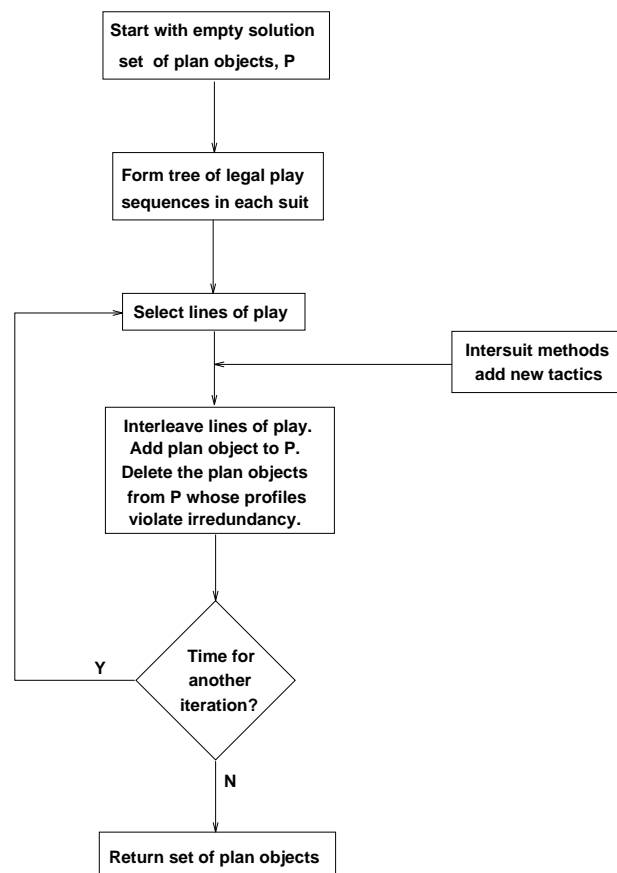 Start with empty solution
set of plan objects, P
Form tree of legal play
sequences in each suit
Select lines of play
Intersuit methods
add new tactics
Interleave lines of play.
Add plan object to P.
Delete the plan objects
from P whose profiles
violate irredundancy.
Time for
another
iteration?
Y
N
Return set of plan objects